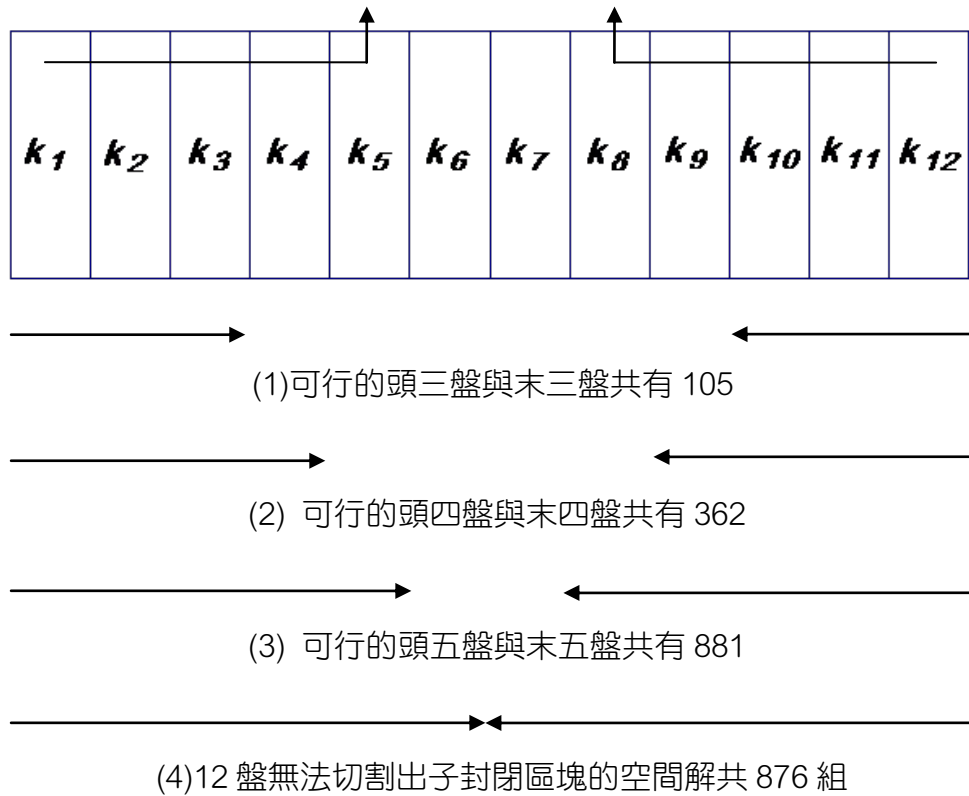 k1 k2 k3 k4 k5 k6 k7 k8 k9 k10 k11 k12
(1)可行的頭三盤與末三盤共有 105
(2) 可行的頭四盤與末四盤共有 362
(3) 可行的頭五盤與末五盤共有 881
(4)12 盤無法切割出子封閉區塊的空間解共 876 組